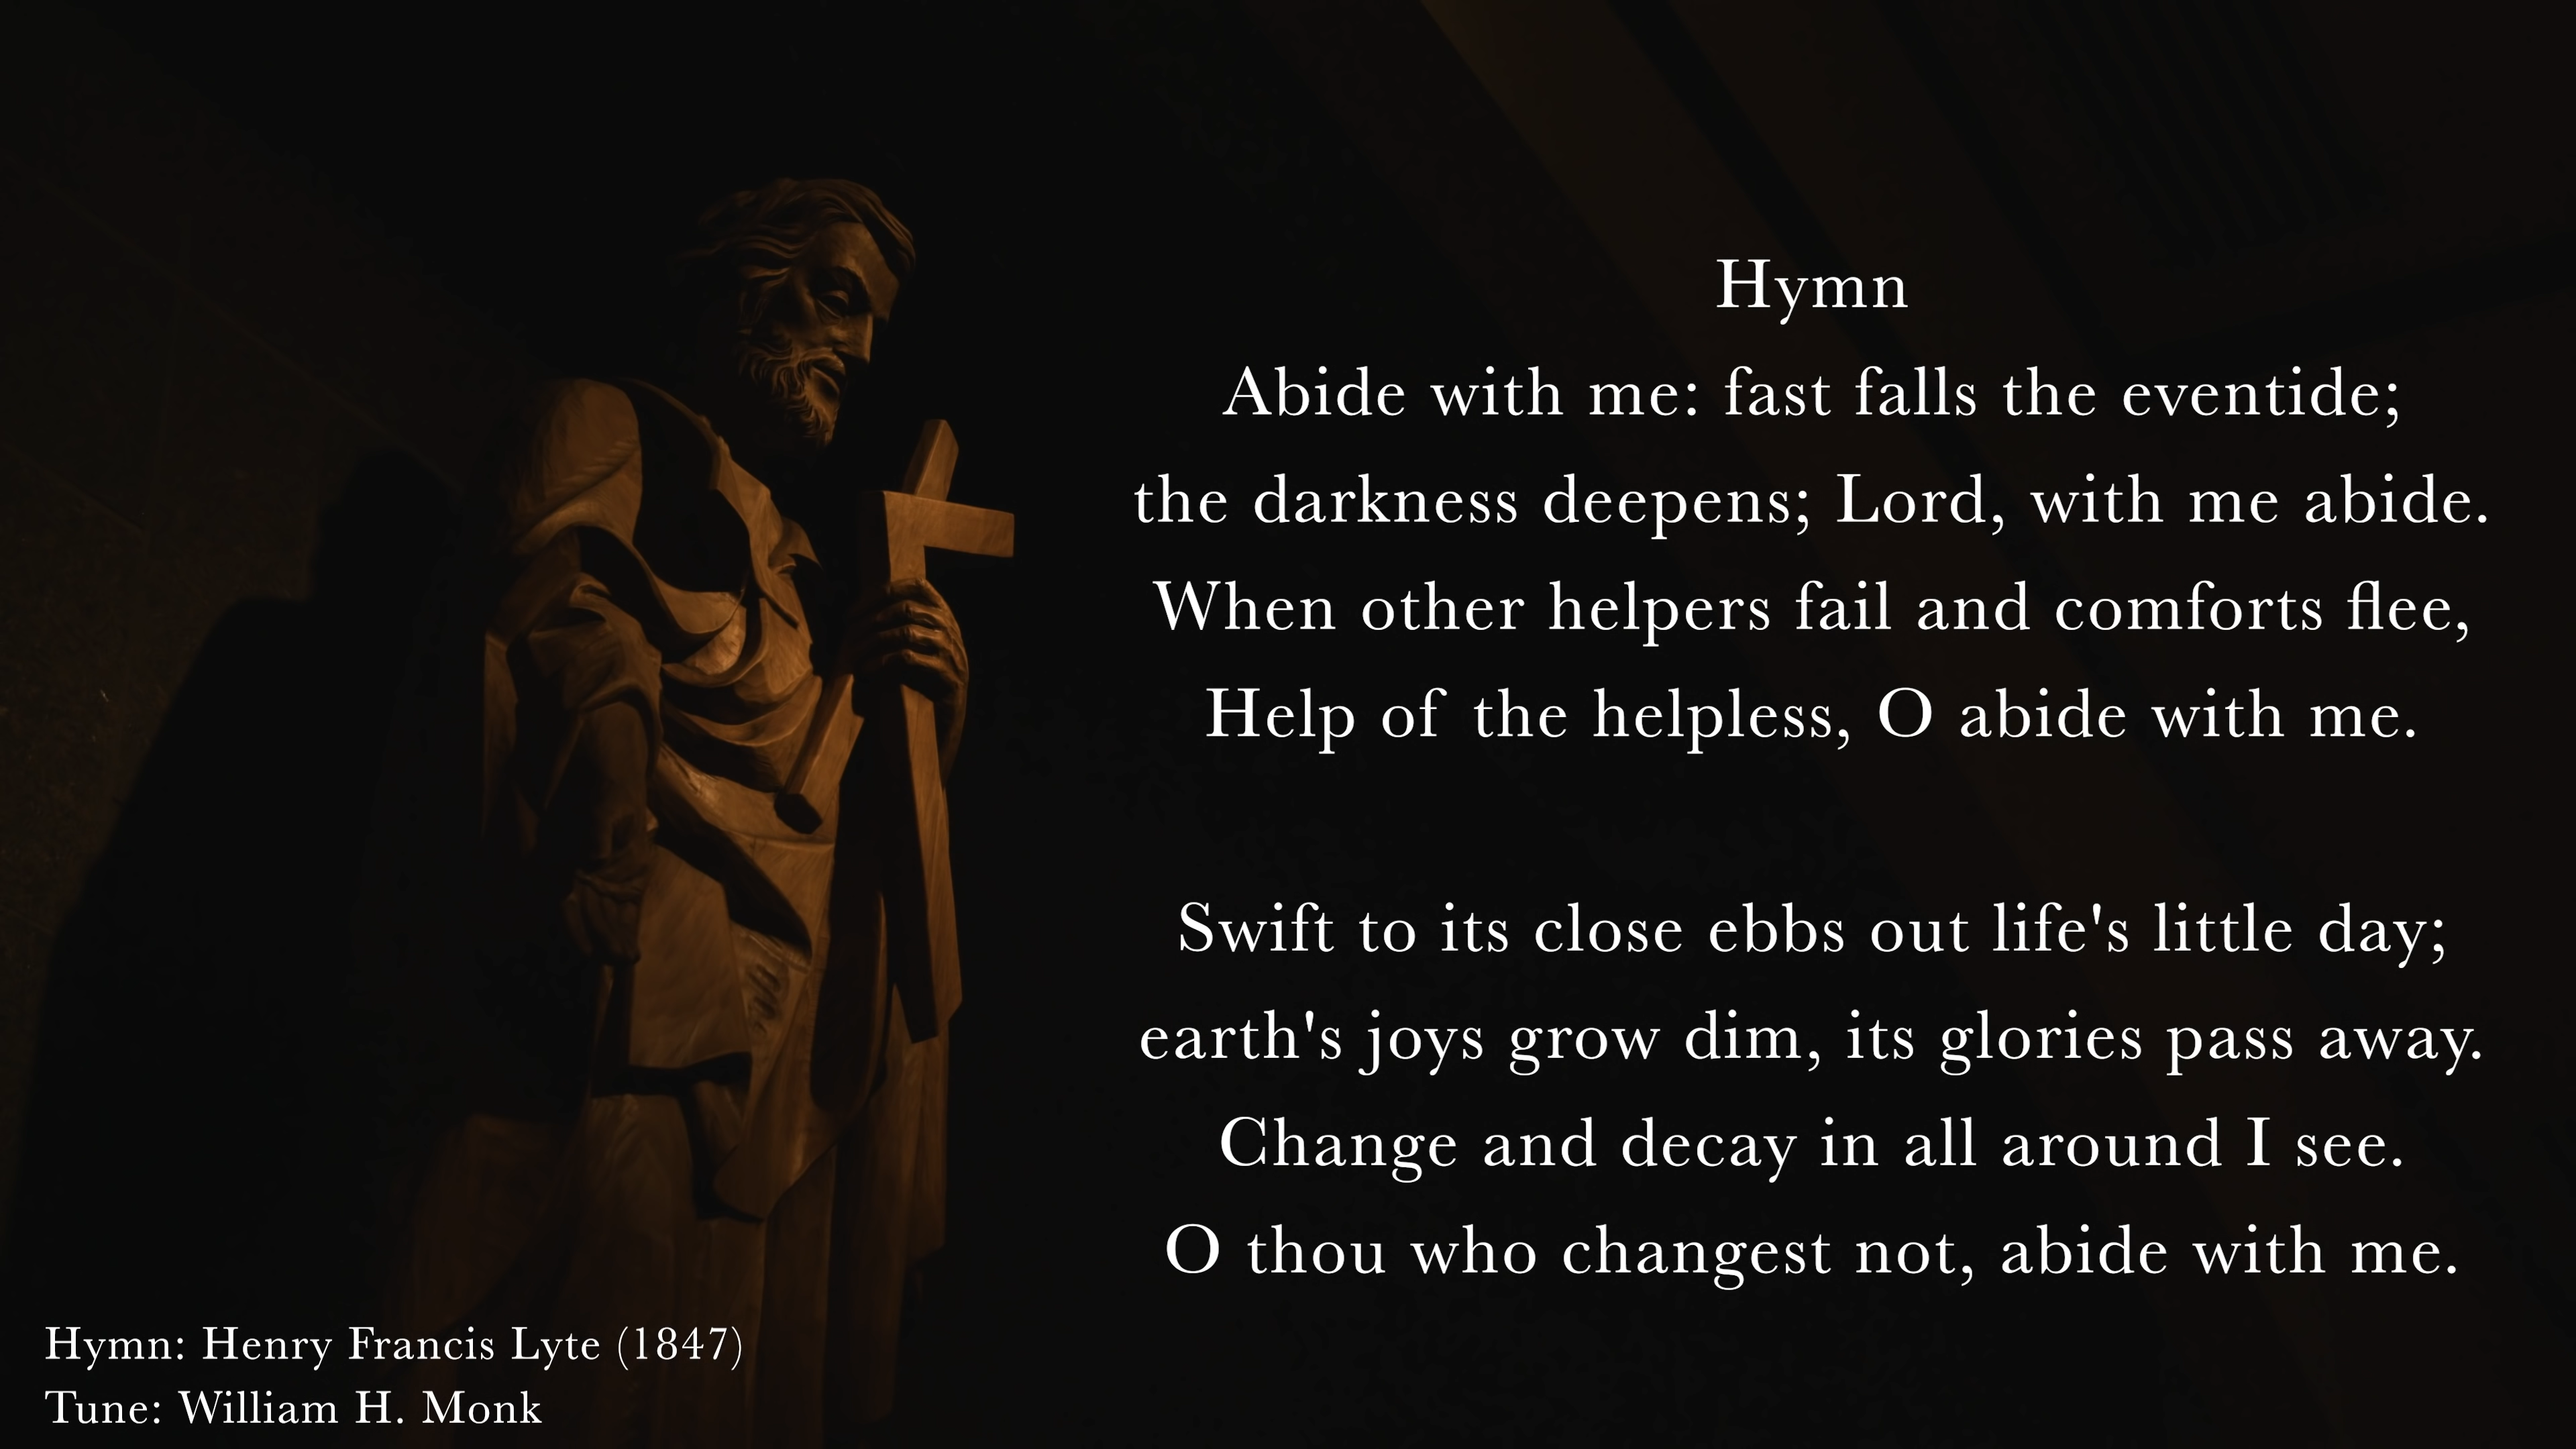 Hymn
Abide with me: fast falls the eventide;
the darkness deepens; Lord, with me abide.
When other helpers fail and comforts flee,
Help of the helpless, O abide with me.
Swift to its close ebbs out life's little day;
earth's joys grow dim, its glories pass away.
Change and decay in all around I see.
O thou who changest not, abide with me.
Hymn: Henry Francis Lyte (1847)
Tune: William H. Monk